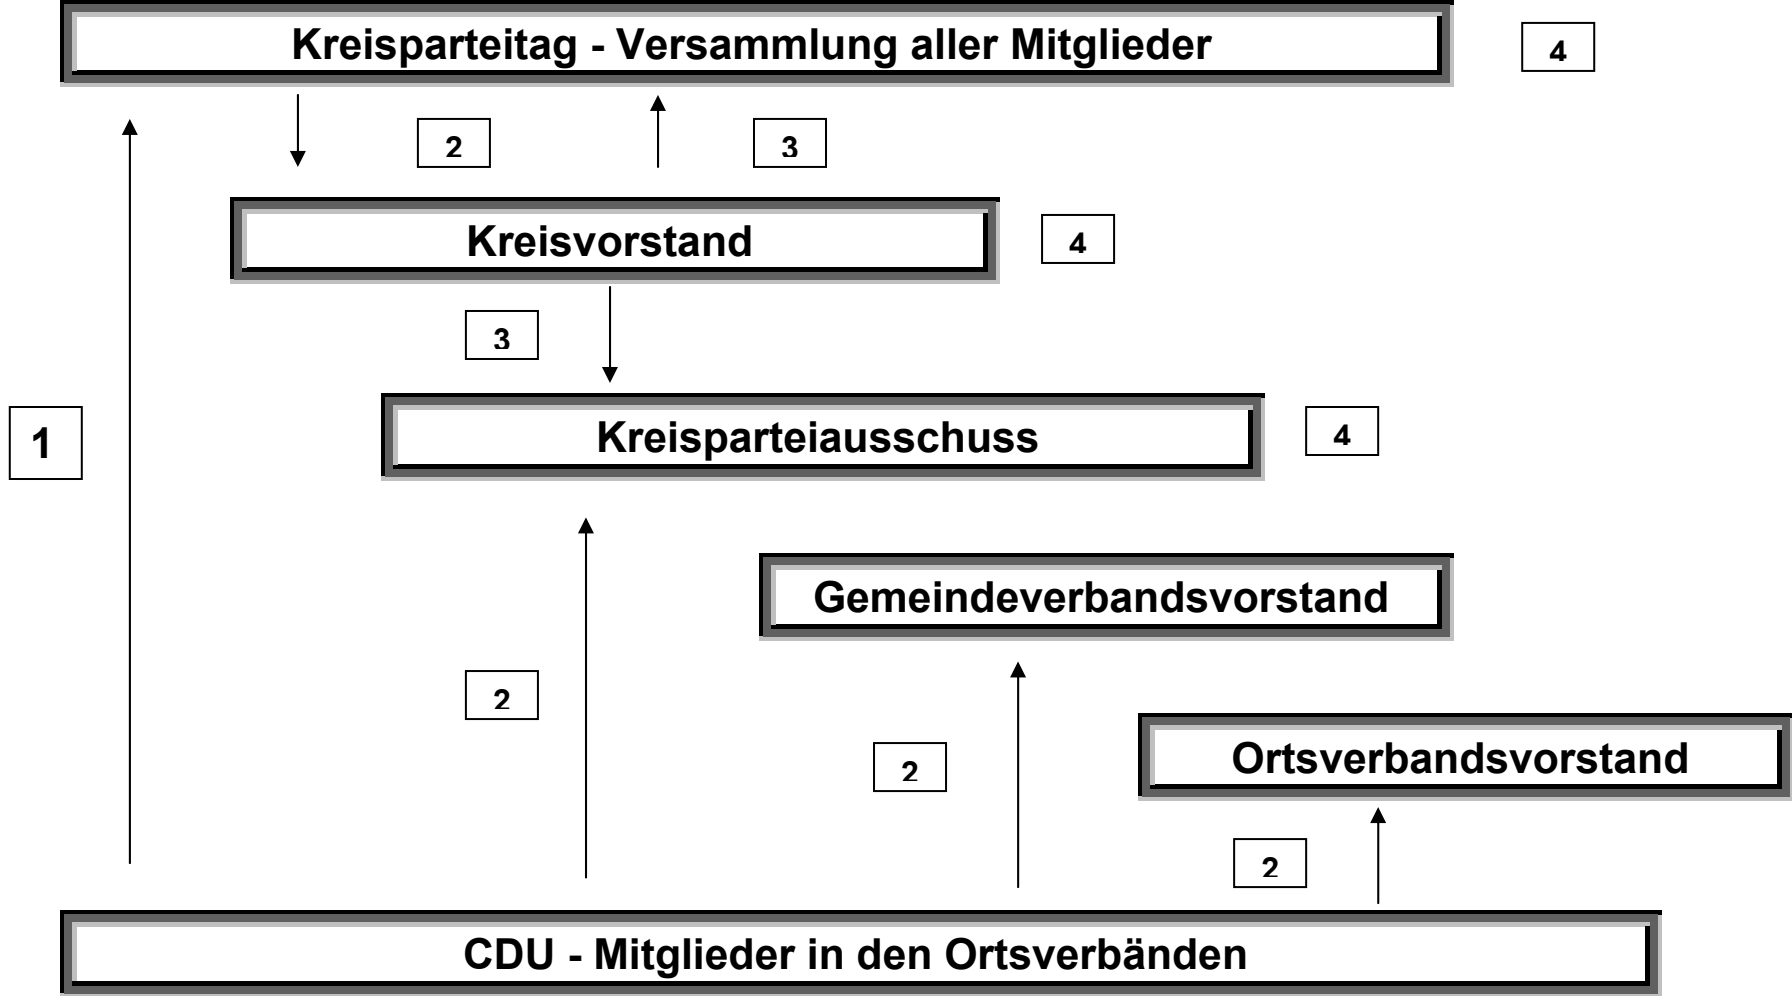 Kreisparteitag - Versammlung aller Mitglieder
4
2
3
Kreisvorstand
4
3
1
Kreisparteiausschuss
4
Gemeindeverbandsvorstand
2
Ortsverbandsvorstand
2
2
CDU - Mitglieder in den Ortsverbänden